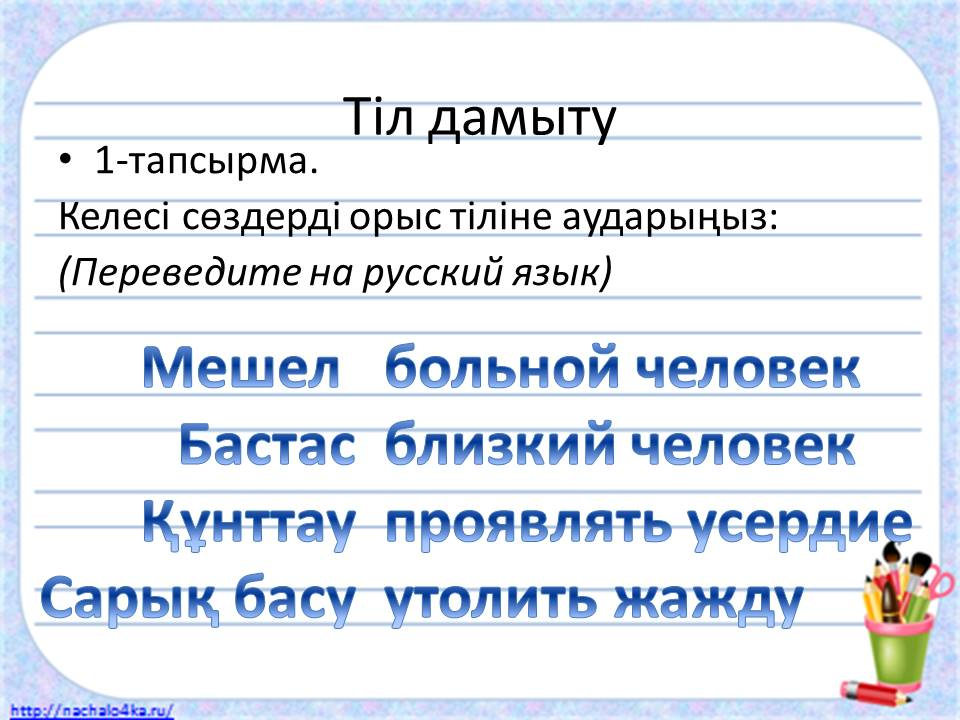 Тіл дамыту
• 1-тапсырма.
Келесі сөздерді орыс тіліне аударыңыз:
(Переведите на русский язык)
Мешел больной человек
Бастас близкий человек
Құнттау проявлять усердие
Сарық басу утолить жажду
http://nachalo4ka.ru/